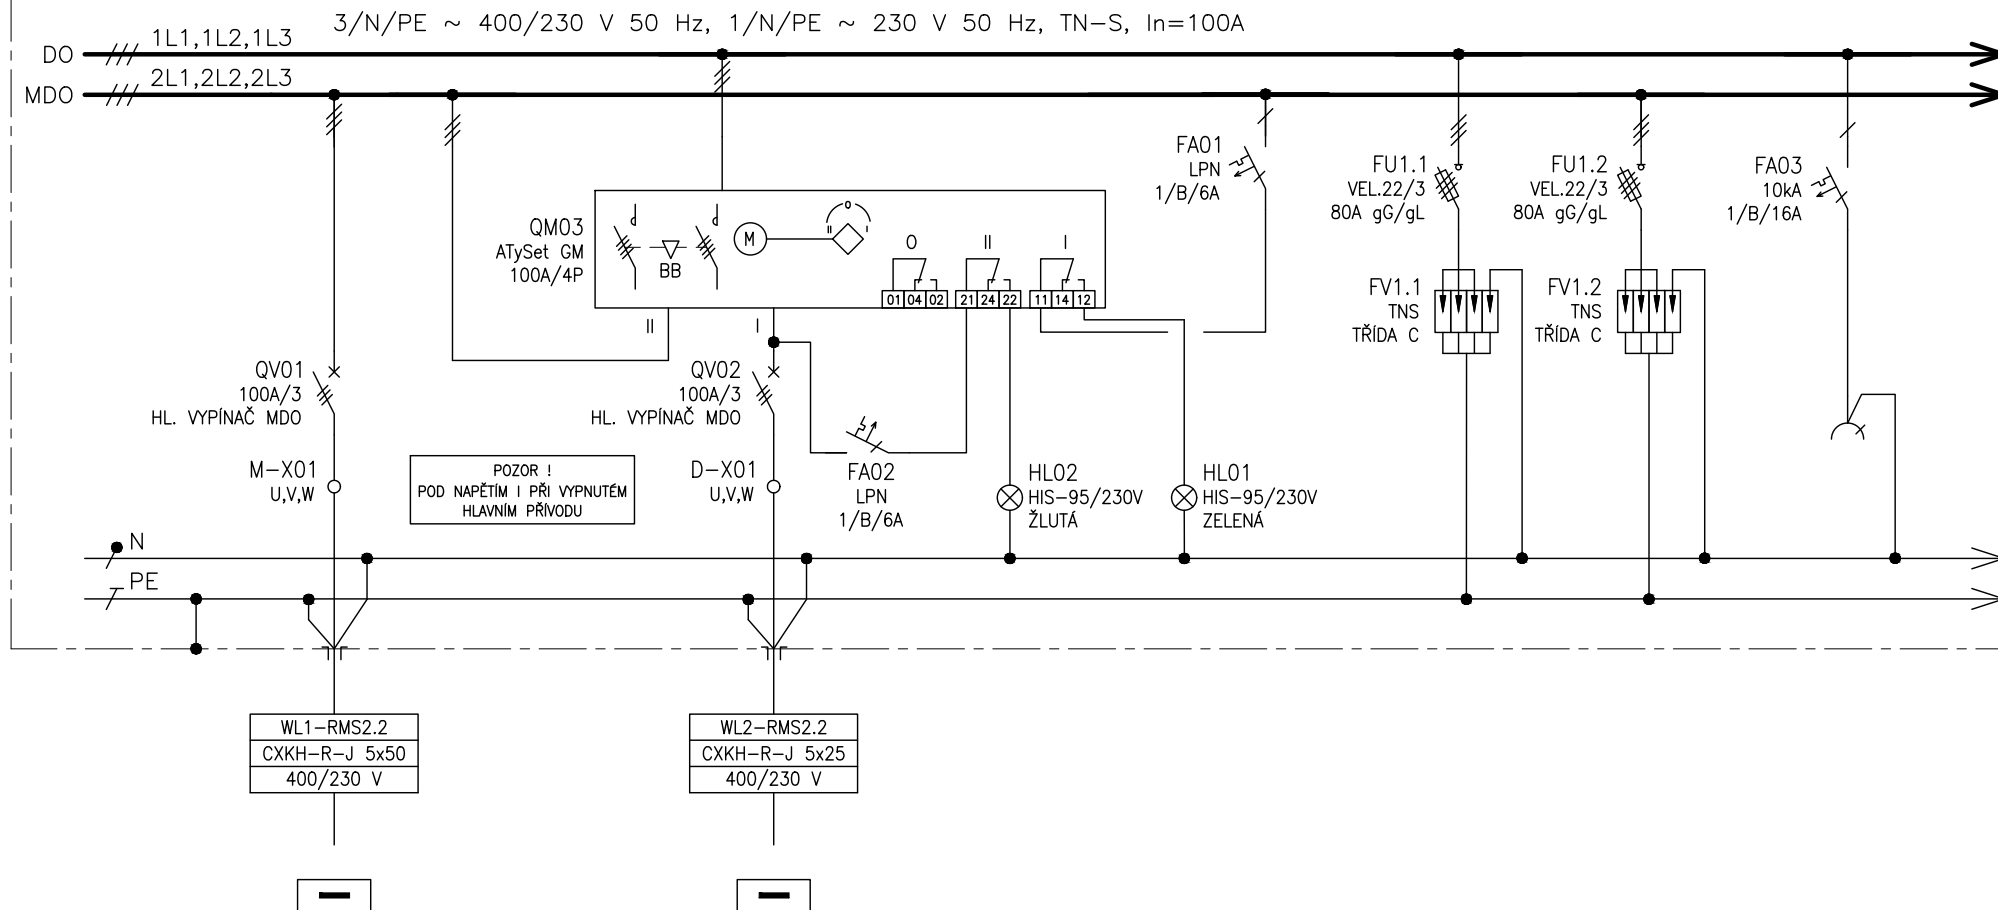 3/N/PE ~ 400/230 V 50 Hz, 1/N/PE ~ 230 V 50 Hz, TN-S, In=100A
DO
1L1,1L2,1L3
MDO
2L1,2L2,2L3
QM03
ATySet GM
100A/4P
BB
M
0
II
I
0
II
I
01 04 02
21 24 22
11 14 12
II
I
FA01
LPN
1/B/6A
FU1.1
VEL.22/3
80A gG/gL
FU1.2
VEL.22/3
80A gG/gL
FA03
10kA
1/B/16A
FV1.1
TNS
TŘÍDA C
FV1.2
TNS
TŘÍDA C
QV01
100A/3
HL. VYPÍNAČ MDO
QV02
100A/3
HL. VYPÍNAČ MDO
M-X01
U,V,W
POZOR !
POD NAPĚTÍM I PŘI VYPNUTÉM
HLAVNÍM PŘÍVODU
D-X01
U,V,W
FA02
LPN
1/B/6A
HL02
HIS-95/230V
ŽLUTÁ
HL01
HIS-95/230V
ZELENÁ
N
PE
WL1-RMS2.2
CXKH-R-J 5x50
400/230 V
WL2-RMS2.2
CXKH-R-J 5x25
400/230 V